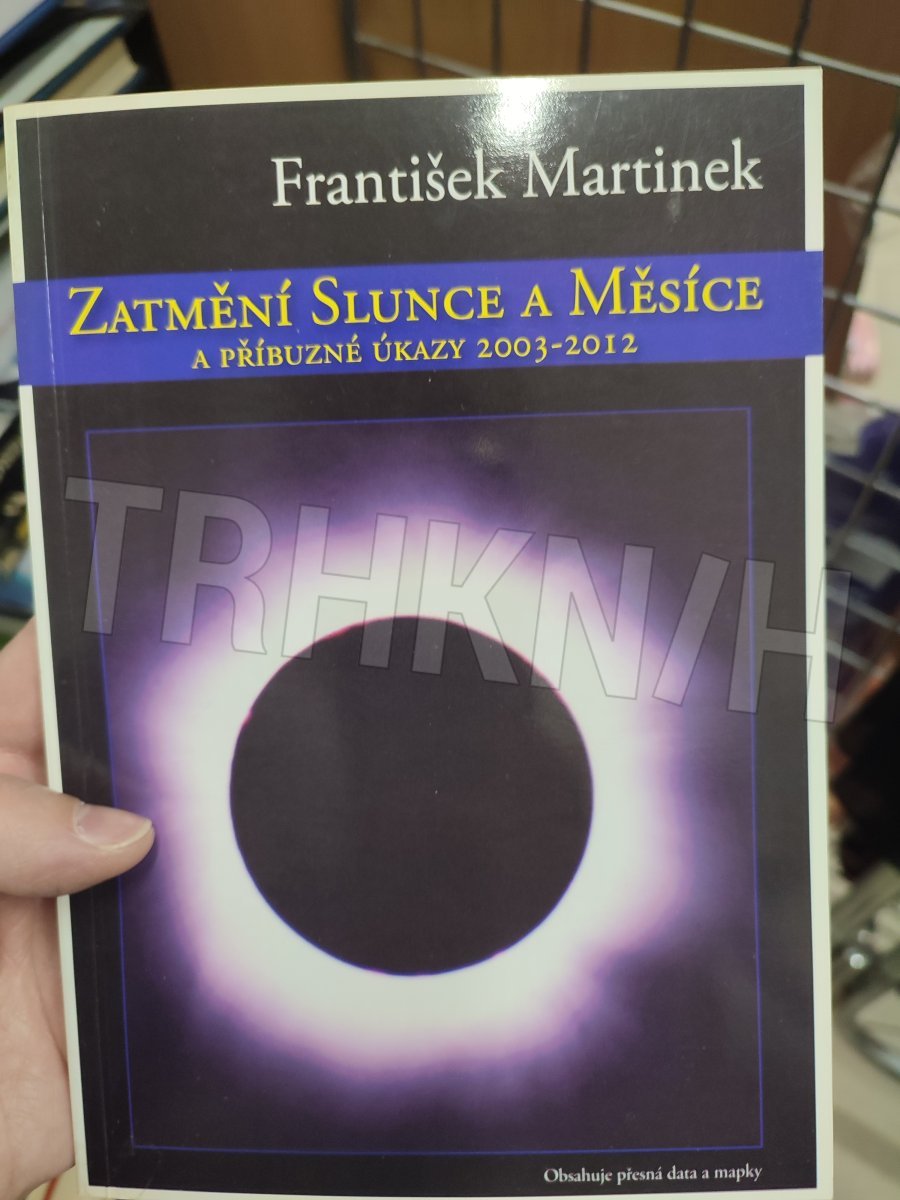 František Martinek
Zatmění Slunce a Měsíce
a příbuzné úkazy 2003-2012
TRHKNIH
Obsahuje přesná data a mapky